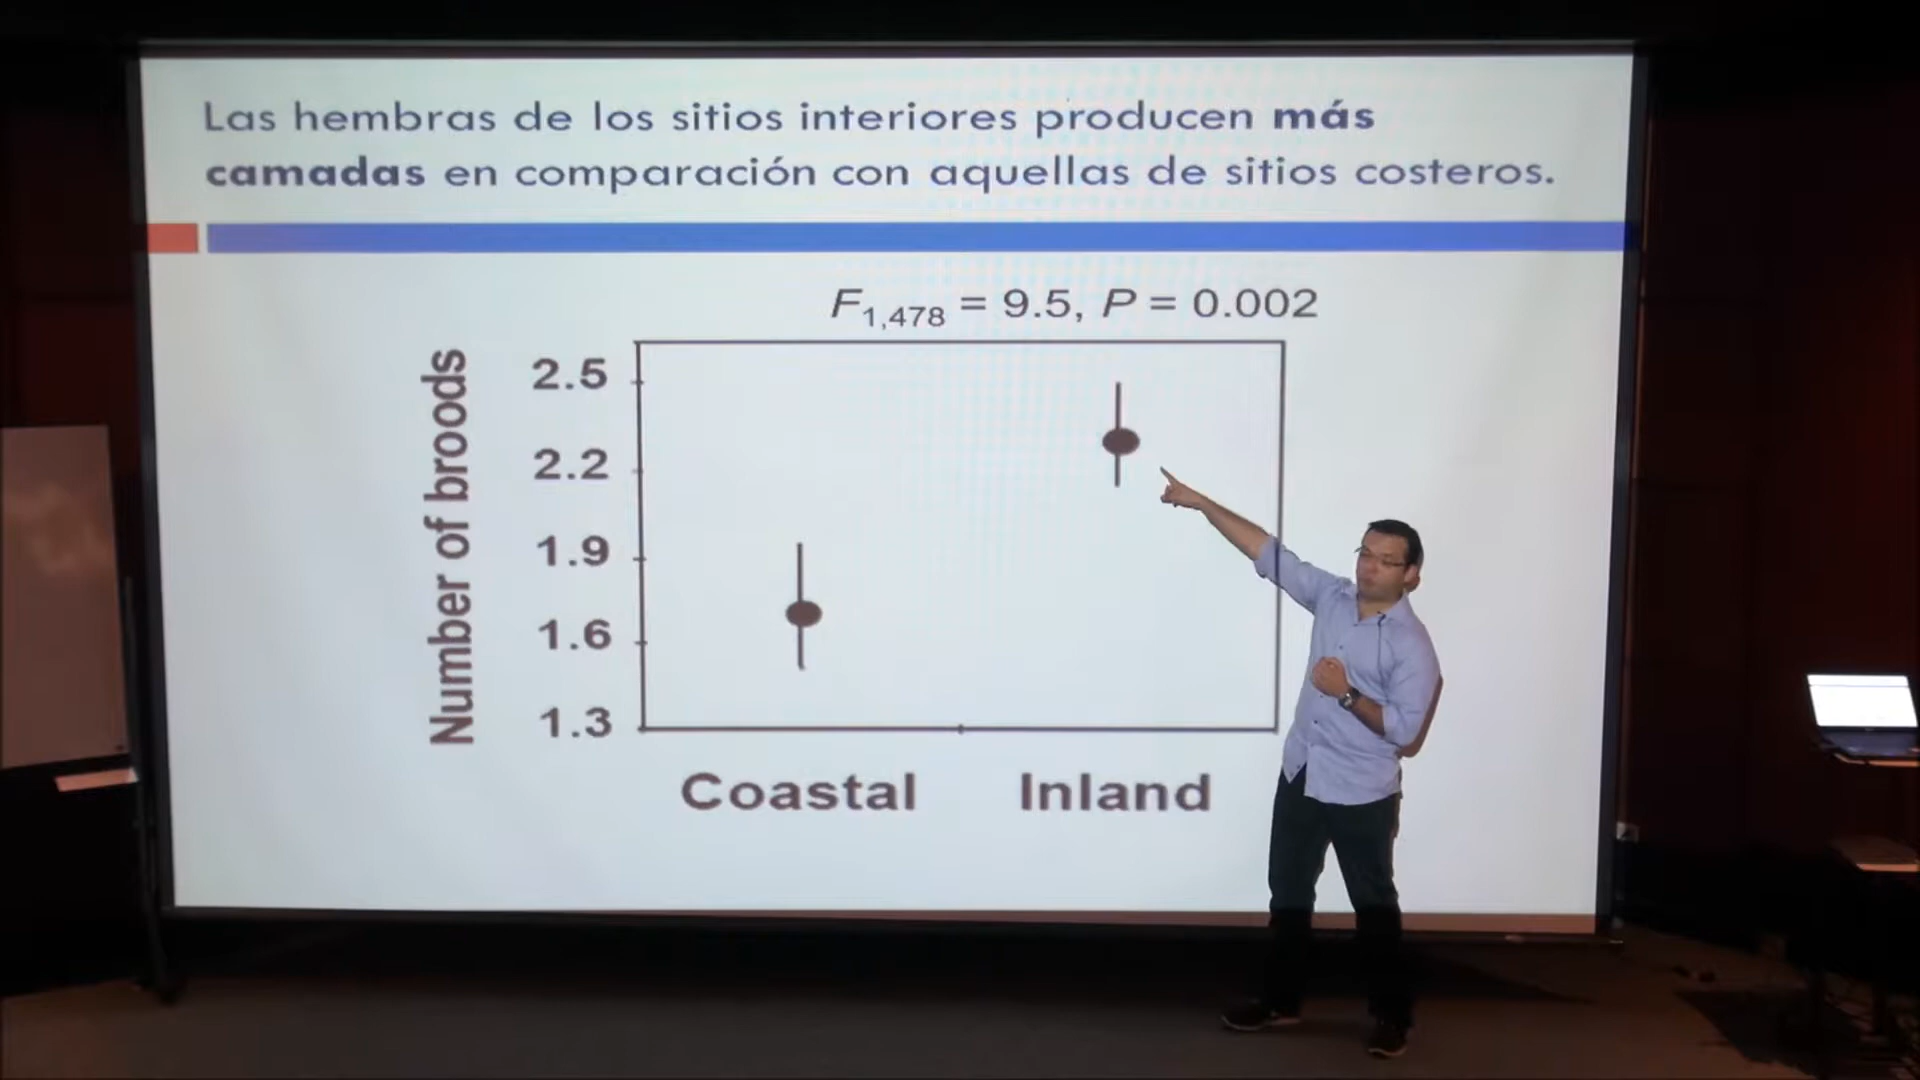 Las hembras de los sitios interiores producen más
camadas en comparación con aquellas de sitios costeros.
F1,478 = 9.5, P = 0.002
Number of broods
2.5
2.2
1.9
1.6
1.3
Coastal
Inland